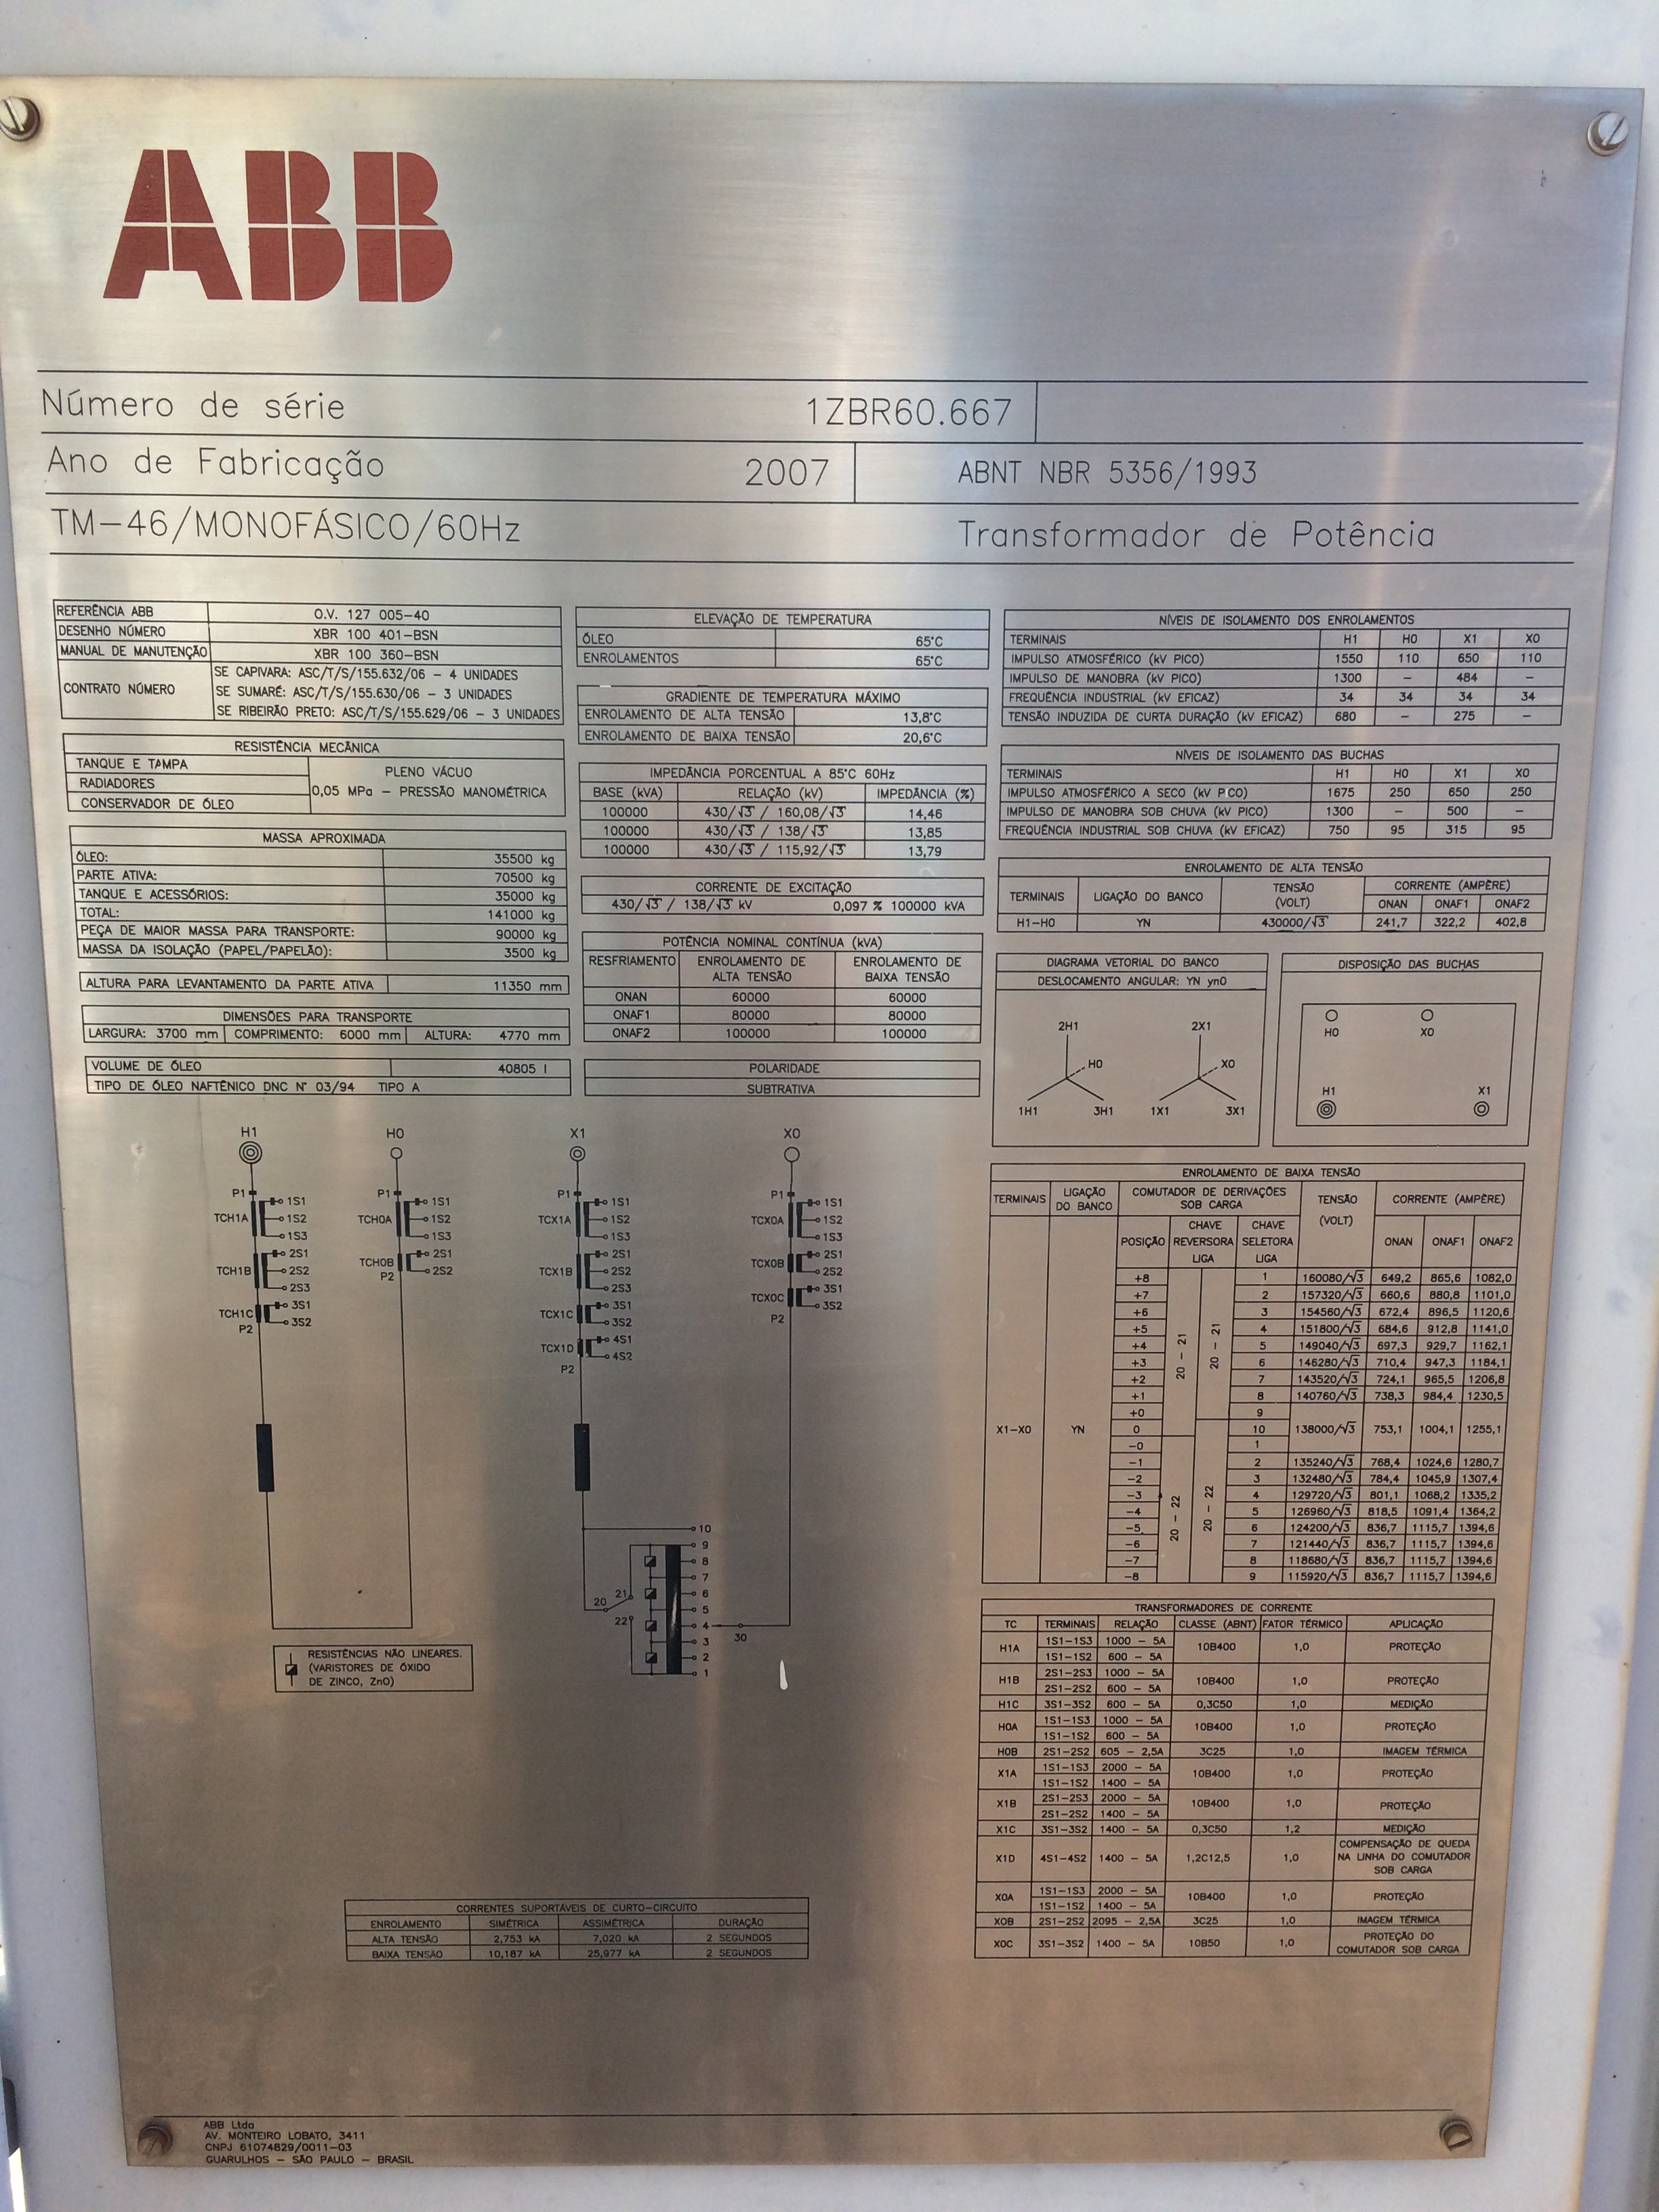 ABB
Número de série 1ZBR60.667
Ano de Fabricação 2007 ABNT NBR 5356/1993
TM-46/MONOFÁSICO/60Hz Transformador de Potência
REFERÊNCIA ABB O.V. 127 005-40
DESENHO NÚMERO XBR 100 401-BSN
MANUAL DE MANUTENÇÃO XBR 100 360-BSN
CONTRATO NÚMERO
SE CAPIVARA: ASC/T/S/155.632/06 - 4 UNIDADES
SE SUMARÉ: ASC/T/S/155.630/06 - 3 UNIDADES
SE RIBEIRÃO PRETO: ASC/T/S/155.629/06 - 3 UNIDADES
RESISTÊNCIA MECÂNICA
TANQUE E TAMPA
RADIADORES
CONSERVADOR DE ÓLEO
PLENO VÁCUO
0,05 MPa - PRESSÃO MANOMÉTRICA
MASSA APROXIMADA
ÓLEO: 35500 kg
PARTE ATIVA: 70500 kg
TANQUE E ACESSÓRIOS: 35000 kg
TOTAL: 141000 kg
PEÇA DE MAIOR MASSA PARA TRANSPORTE: 90000 kg
MASSA DA ISOLAÇÃO (PAPEL/PAPELÃO): 3500 kg
ALTURA PARA LEVANTAMENTO DA PARTE ATIVA 11350 mm
DIMENSÕES PARA TRANSPORTE
LARGURA: 3700 mm COMPRIMENTO: 6000 mm ALTURA: 4770 mm
VOLUME DE ÓLEO 40805 l
TIPO DE ÓLEO NAFTÊNICO DNC N° 03/94 TIPO A
ELEVAÇÃO DE TEMPERATURA
ÓLEO 65°C
ENROLAMENTOS 65°C
GRADIENTE DE TEMPERATURA MÁXIMO
ENROLAMENTO DE ALTA TENSÃO 13,8°C
ENROLAMENTO DE BAIXA TENSÃO 20,6°C
IMPEDÂNCIA PORCENTUAL A 85°C 60Hz
BASE (kVA) RELAÇÃO (kV) IMPEDÂNCIA (%)
100000 430/√3 / 160,08/√3 14,46
100000 430/√3 / 138/√3 13,85
100000 430/√3 / 115,92/√3 13,79
CORRENTE DE EXCITAÇÃO
430/√3 / 138/√3 kV 0,097 % 100000 kVA
POTÊNCIA NOMINAL CONTÍNUA (kVA)
RESFRIAMENTO ENROLAMENTO DE ALTA TENSÃO ENROLAMENTO DE BAIXA TENSÃO
ONAN 60000 60000
ONAF1 80000 80000
ONAF2 100000 100000
POLARIDADE
SUBTRATIVA
NÍVEIS DE ISOLAMENTO DOS ENROLAMENTOS
TERMINAIS H1 H0 X1 X0
IMPULSO ATMOSFÉRICO (kV PICO) 1550 110 650 110
IMPULSO DE MANOBRA (kV PICO) 1300 - 484 -
FREQUÊNCIA INDUSTRIAL (kV EFICAZ) 34 34 34 34
TENSÃO INDUZIDA DE CURTA DURAÇÃO (kV EFICAZ) 680 - 275 -
NÍVEIS DE ISOLAMENTO DAS BUCHAS
TERMINAIS H1 H0 X1 X0
IMPULSO ATMOSFÉRICO A SECO (kV PICO) 1675 250 650 250
IMPULSO DE MANOBRA SOB CHUVA (kV PICO) 1300 - 500 -
FREQUÊNCIA INDUSTRIAL SOB CHUVA (kV EFICAZ) 750 95 315 95
ENROLAMENTO DE ALTA TENSÃO
TERMINAIS LIGAÇÃO DO BANCO TENSÃO (VOLT) CORRENTE (AMPÈRE)
ONAN ONAF1 ONAF2
H1-H0 YN 430000/√3 241,7 322,2 402,8
DIAGRAMA VETORIAL DO BANCO
DESLOCAMENTO ANGULAR: YN yn0
2H1 2X1
H0 X0
1H1 3H1 1X1 3X1
DISPOSIÇÃO DAS BUCHAS
H0 X0
H1 X1
H1 H0 X1 X0
P1 1S1 P1 1S1 P1 1S1 P1 1S1
TCH1A 1S2 TCH0A 1S2 TCX1A 1S2 TCX0A 1S2
1S3 1S3 1S3 1S3
2S1 2S1 2S1 2S1
TCH1B 2S2 TCH0B 2S2 TCX1B 2S2 TCX0B 2S2
2S3 P2 2S3
TCH1C 3S1 TCX1C 3S1 TCX0C 3S1
3S2 3S2 3S2
P2 P2
TCX1D 4S1
4S2
P2
10
9
8
7
21 6
20 5
22 4
30
3
2
1
RESISTÊNCIAS NÃO LINEARES.
(VARISTORES DE ÓXIDO
DE ZINCO, ZnO)
ENROLAMENTO DE BAIXA TENSÃO
TERMINAIS LIGAÇÃO DO BANCO COMUTADOR DE DERIVAÇÕES SOB CARGA TENSÃO (VOLT) CORRENTE (AMPÈRE)
POSIÇÃO CHAVE REVERSORA LIGA CHAVE SELETORA LIGA ONAN ONAF1 ONAF2
X1-X0 YN
20 - 21 20 - 21
20 - 22 20 - 22
+8 1 160080/√3 649,2 865,6 1082,0
+7 2 157320/√3 660,6 880,8 1101,0
+6 3 154560/√3 672,4 896,5 1120,6
+5 4 151800/√3 684,6 912,8 1141,0
+4 5 149040/√3 697,3 929,7 1162,1
+3 6 146280/√3 710,4 947,3 1184,1
+2 7 143520/√3 724,1 965,5 1206,8
+1 8 140760/√3 738,3 984,4 1230,5
+0 9
0 10 138000/√3 753,1 1004,1 1255,1
-0 1
-1 2 135240/√3 768,4 1024,6 1280,7
-2 3 132480/√3 784,4 1045,9 1307,4
-3 4 129720/√3 801,1 1068,2 1335,2
-4 5 126960/√3 818,5 1091,4 1364,2
-5 6 124200/√3 836,7 1115,7 1394,6
-6 7 121440/√3 836,7 1115,7 1394,6
-7 8 118680/√3 836,7 1115,7 1394,6
-8 9 115920/√3 836,7 1115,7 1394,6
TRANSFORMADORES DE CORRENTE
TC TERMINAIS RELAÇÃO CLASSE (ABNT) FATOR TÉRMICO APLICAÇÃO
H1A 1S1-1S3 1000 - 5A 10B400 1,0 PROTEÇÃO
1S1-1S2 600 - 5A
H1B 2S1-2S3 1000 - 5A 10B400 1,0 PROTEÇÃO
2S1-2S2 600 - 5A
H1C 3S1-3S2 600 - 5A 0,3C50 1,0 MEDIÇÃO
H0A 1S1-1S3 1000 - 5A 10B400 1,0 PROTEÇÃO
1S1-1S2 600 - 5A
H0B 2S1-2S2 605 - 2,5A 3C25 1,0 IMAGEM TÉRMICA
X1A 1S1-1S3 2000 - 5A 10B400 1,0 PROTEÇÃO
1S1-1S2 1400 - 5A
X1B 2S1-2S3 2000 - 5A 10B400 1,0 PROTEÇÃO
2S1-2S2 1400 - 5A
X1C 3S1-3S2 1400 - 5A 0,3C50 1,2 MEDIÇÃO
X1D 4S1-4S2 1400 - 5A 1,2C12,5 1,0 COMPENSAÇÃO DE QUEDA NA LINHA DO COMUTADOR SOB CARGA
X0A 1S1-1S3 2000 - 5A 10B400 1,0 PROTEÇÃO
1S1-1S2 1400 - 5A
X0B 2S1-2S2 2095 - 2,5A 3C25 1,0 IMAGEM TÉRMICA
X0C 3S1-3S2 1400 - 5A 10B50 1,0 PROTEÇÃO DO COMUTADOR SOB CARGA
CORRENTES SUPORTÁVEIS DE CURTO-CIRCUITO
ENROLAMENTO SIMÉTRICA ASSIMÉTRICA DURAÇÃO
ALTA TENSÃO 2,753 kA 7,020 kA 2 SEGUNDOS
BAIXA TENSÃO 10,187 kA 25,977 kA 2 SEGUNDOS
ABB Ltda
AV. MONTEIRO LOBATO, 3411
CNPJ 61074829/0011-03
GUARULHOS - SÃO PAULO - BRASIL